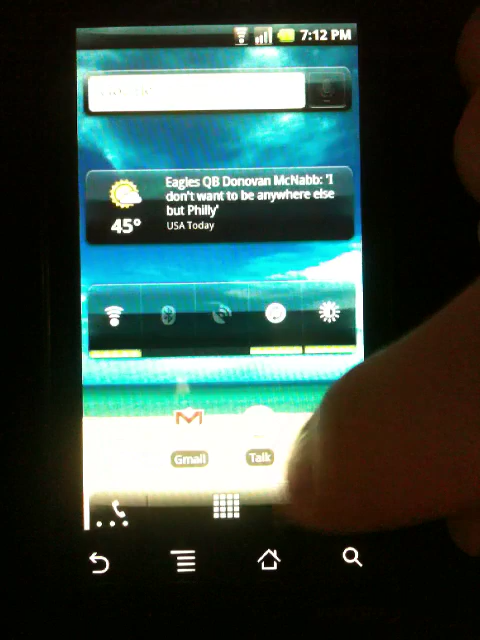 7:12 PM
Eagles QB Donovan McNabb: 'I
don't want to be anywhere else
but Philly'
45°
USA Today
Gmail
Talk